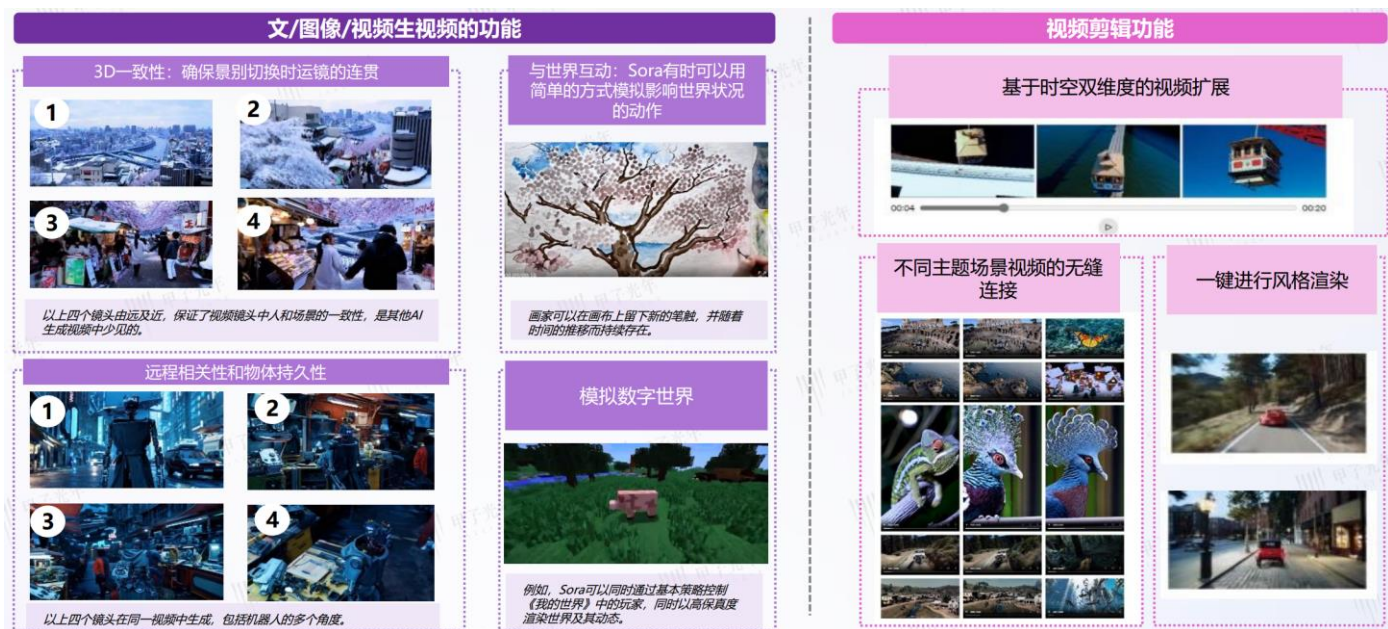 文/图像/视频生视频的功能
3D一致性：确保景别切换时运镜的连贯
1
2
3
4
以上四个镜头由远及近，保证了视频镜头中人和场景的一致性，是其他AI
生成视频中少见的。
与世界互动：Sora有时可以用
简单的方式模拟影响世界状况
的动作
画家可以在画布上留下新的笔触，并随着
时间的推移而持续存在。
远程相关性和物体持久性
1
2
3
4
以上四个镜头在同一视频中生成，包括机器人的多个角度。
模拟数字世界
例如，Sora可以同时通过基本策略控制
《我的世界》中的玩家，同时以高保真度
渲染世界及其动态。
视频剪辑功能
基于时空双维度的视频扩展
00:04
00:20
不同主题场景视频的无缝
连接
一键进行风格渲染
甲子光年